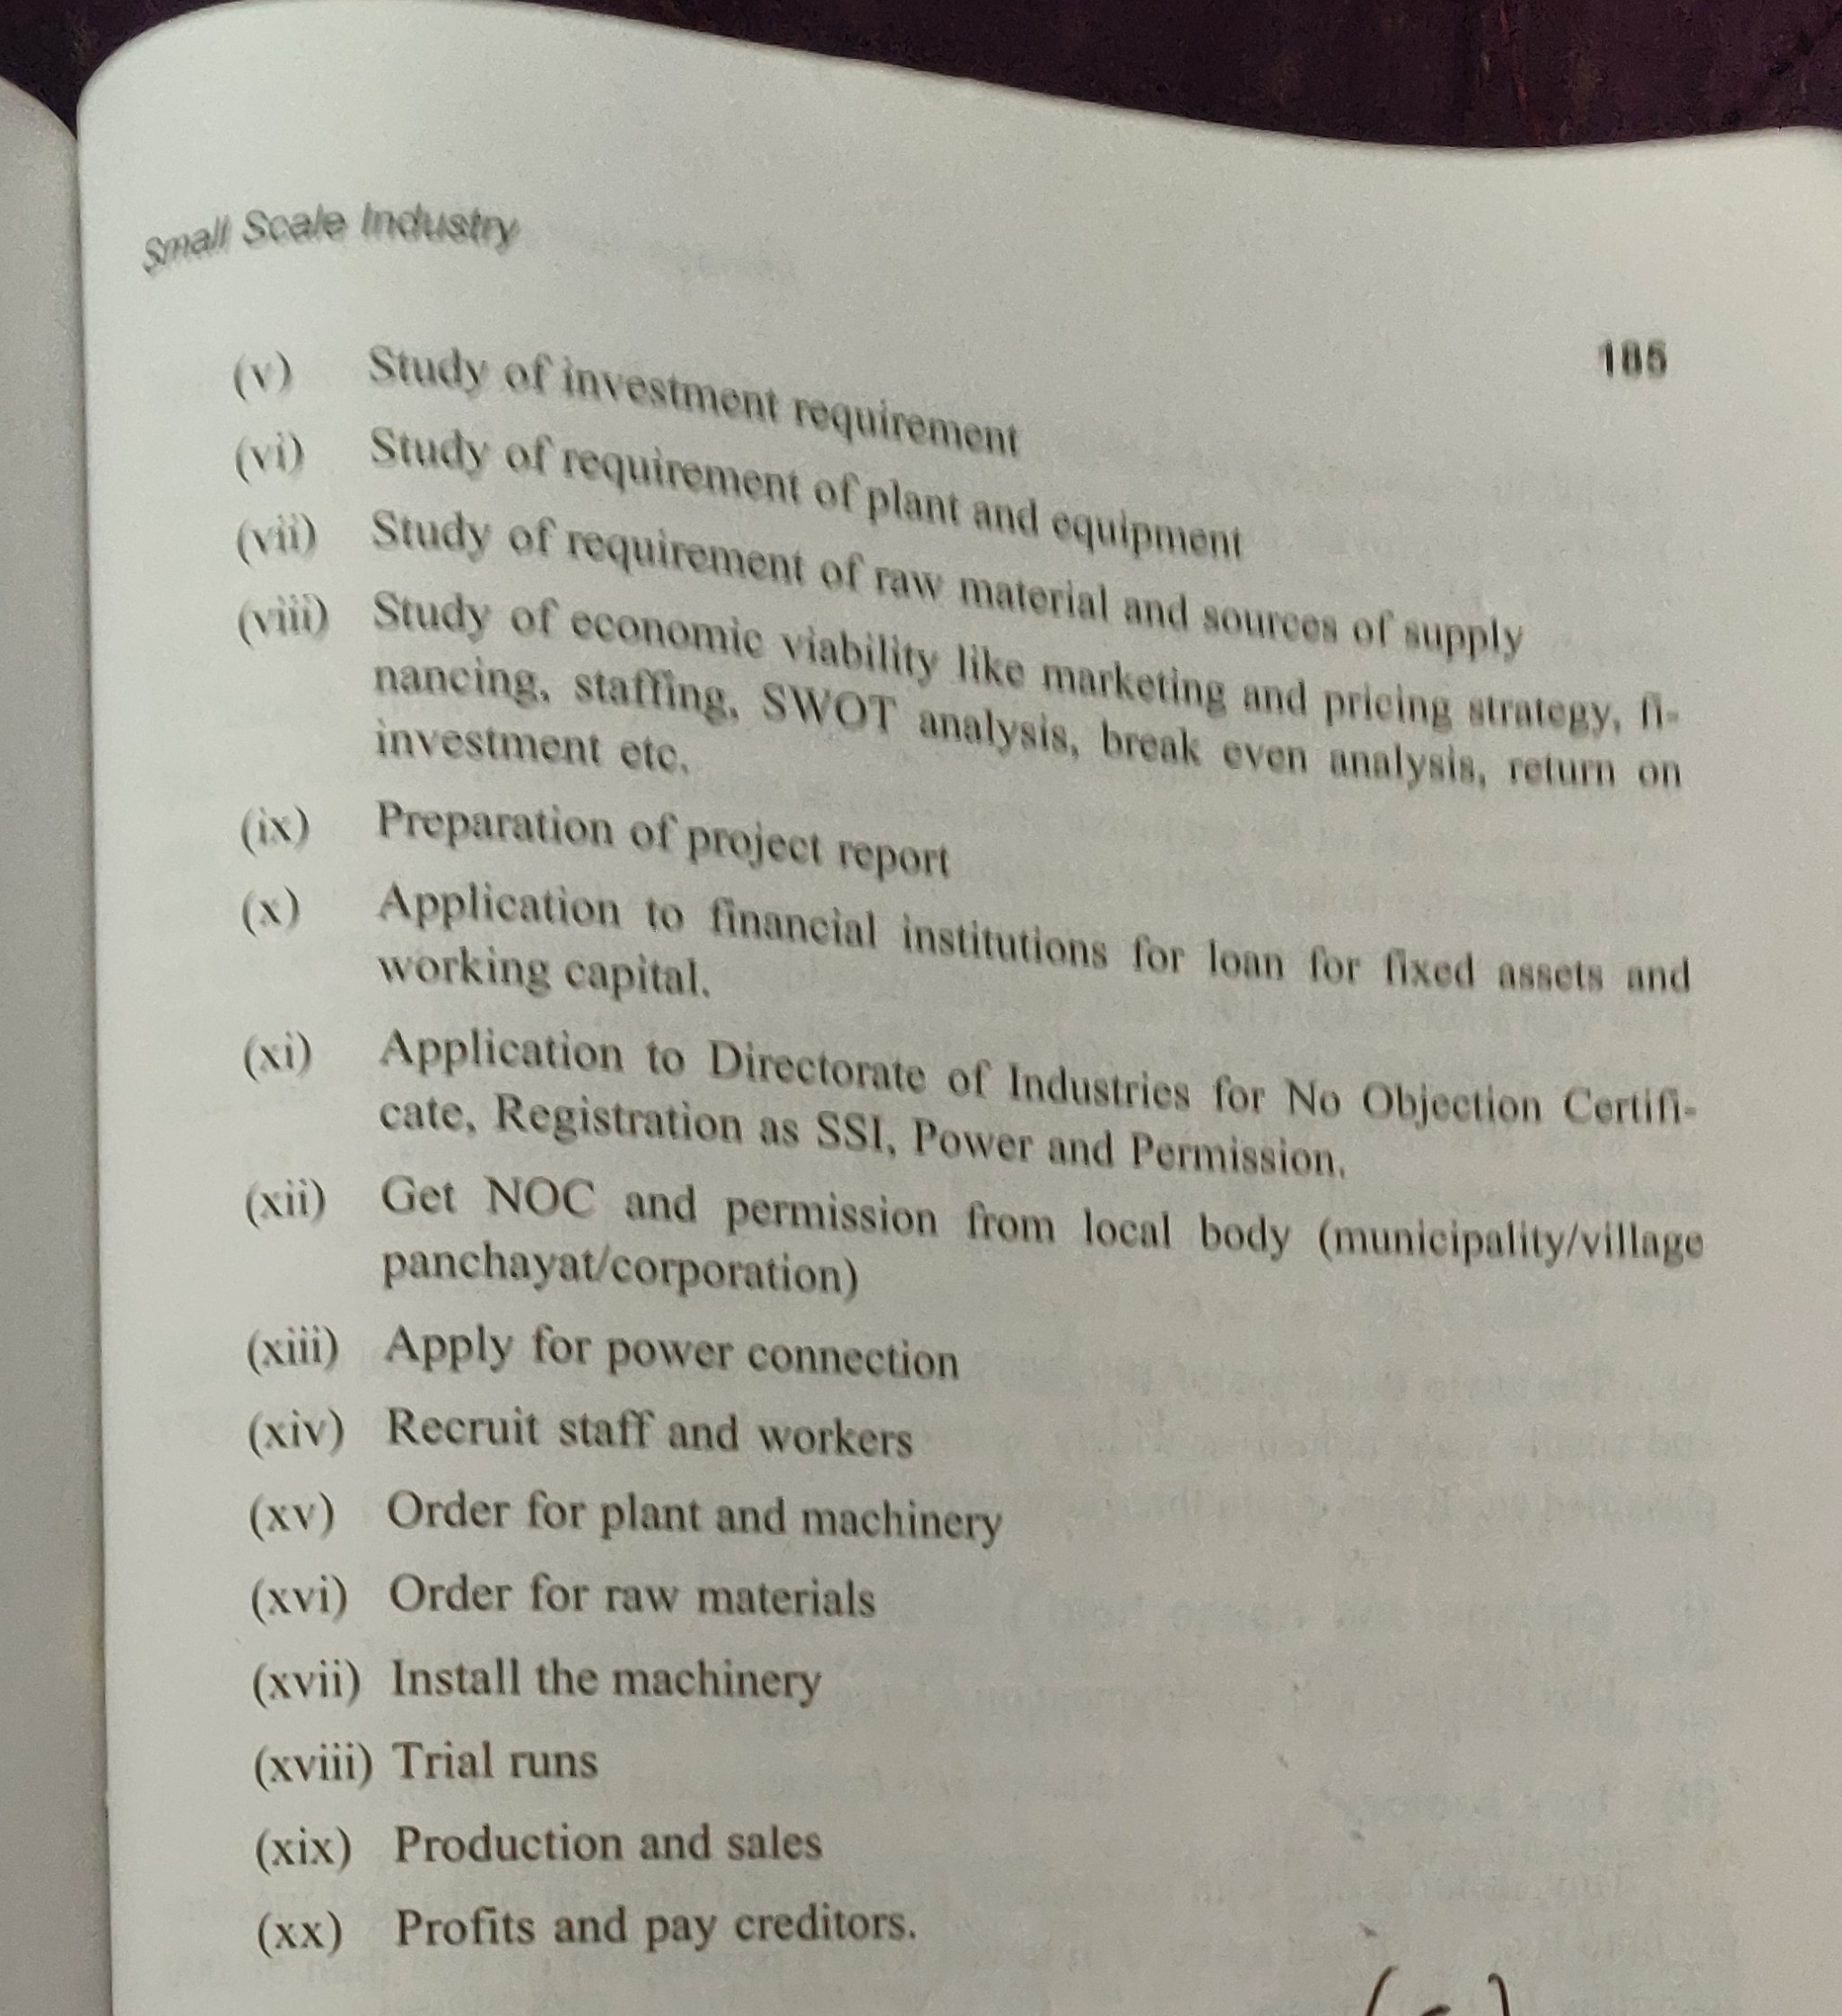 Small Scale Industry
185
(v) Study of investment requirement
(vi) Study of requirement of plant and equipment
(vii) Study of requirement of raw material and sources of supply
(viii) Study of economic viability like marketing and pricing strategy, fi-
nancing, staffing, SWOT analysis, break even analysis, return on
investment etc.
(ix) Preparation of project report
(x) Application to financial institutions for loan for fixed assets and
working capital.
(xi) Application to Directorate of Industries for No Objection Certifi-
cate, Registration as SSI, Power and Permission.
(xii) Get NOC and permission from local body (municipality/village
panchayat/corporation)
(xiii) Apply for power connection
(xiv) Recruit staff and workers
(xv) Order for plant and machinery
(xvi) Order for raw materials
(xvii) Install the machinery
(xviii) Trial runs
(xix) Production and sales
(xx) Profits and pay creditors.